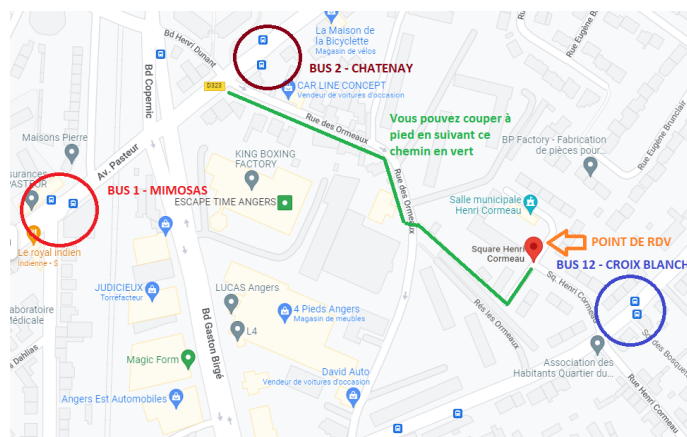 La Maison de
la Bicyclette
Magasin de vélos
Bd Henri Dunant
Rue Eugène Brunclair
BUS 2 - CHATENAY
Bd Copernic
D323
CAR LINE CONCEPT
Vendeur de voitures d'occasion
Rue des Ormeaux
Vous pouvez couper à
pied en suivant ce
chemin en vert
Maisons Pierre
BP Factory - Fabrication
de pièces pour...
Rue Eugène Brunclair
Av. Pasteur
KING BOXING
FACTORY
surances
PASTEUR
BUS 1 - MIMOSAS
ESCAPE TIME ANGERS
Rue des Ormeaux
Salle municipale
Henri Cormeau
Le royal indien
Indienne • $
Square Henri
Cormeau
POINT DE RDV
BUS 12 - CROIX BLANCH
JUDICIEUX
Torréfacteur
LUCAS Angers
Sq. Henri Cormeau
aboratoire
Médicale
4 Pieds Angers
Magasin de meubles
L4
Rés les Ormeaux
Bd Gaston Birgé
Sq. des Bosquets
Dahlias
Magic Form
David Auto
Vendeur de voitures d'occasion
Association des
Habitants Quartier du...
Rue Henri Cormeau
Angers Est Automobiles